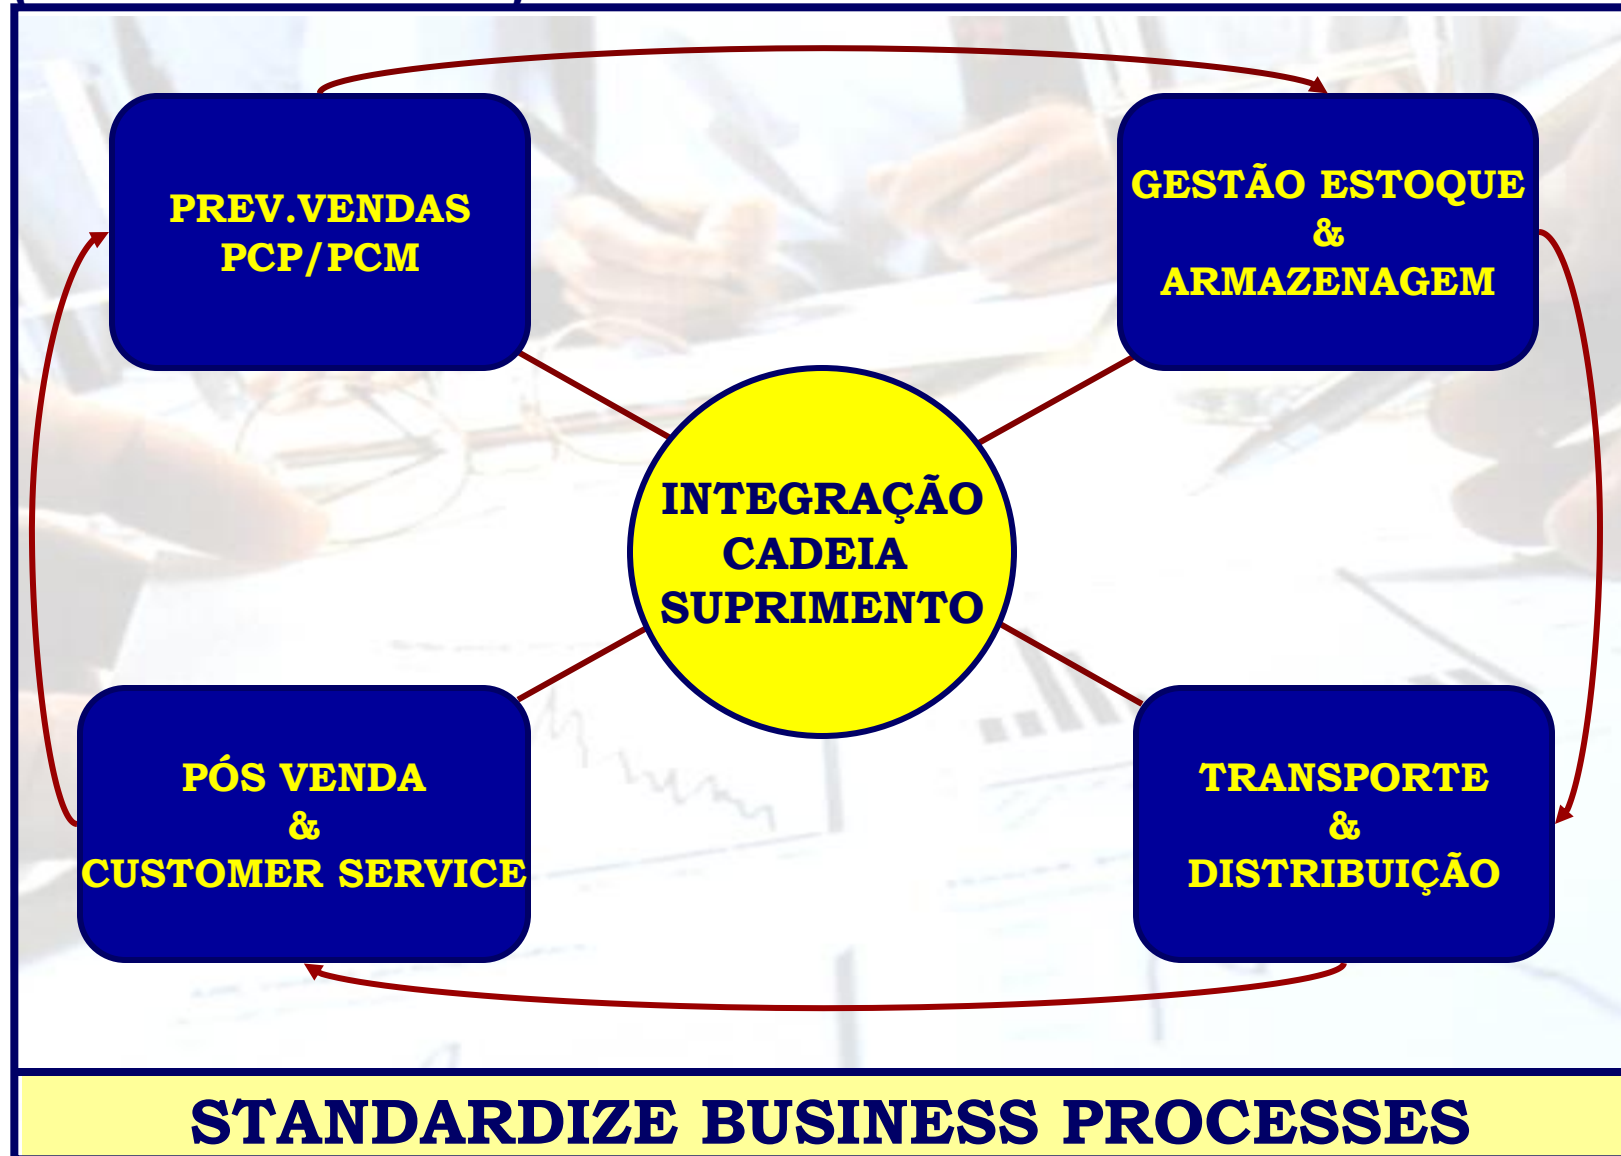 PREV.VENDAS
PCP/PCM
GESTÃO ESTOQUE
&
ARMAZENAGEM
INTEGRAÇÃO
CADEIA
SUPRIMENTO
PÓS VENDA
&
CUSTOMER SERVICE
TRANSPORTE
&
DISTRIBUIÇÃO
STANDARDIZE BUSINESS PROCESSES